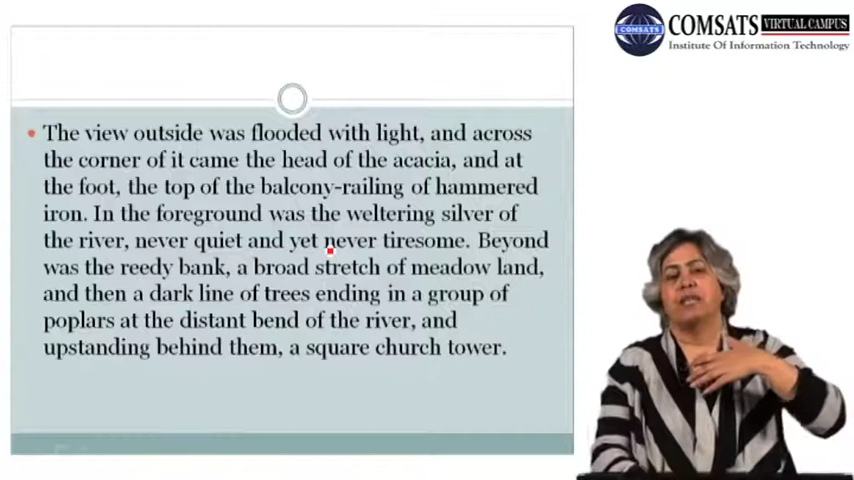 COMSATS VIRTUAL CAMPUS
Institute Of Information Technology
The view outside was flooded with light, and across
the corner of it came the head of the acacia, and at
the foot, the top of the balcony-railing of hammered
iron. In the foreground was the weltering silver of
the river, never quiet and yet never tiresome. Beyond
was the reedy bank, a broad stretch of meadow land,
and then a dark line of trees ending in a group of
poplars at the distant bend of the river, and
upstanding behind them, a square church tower.